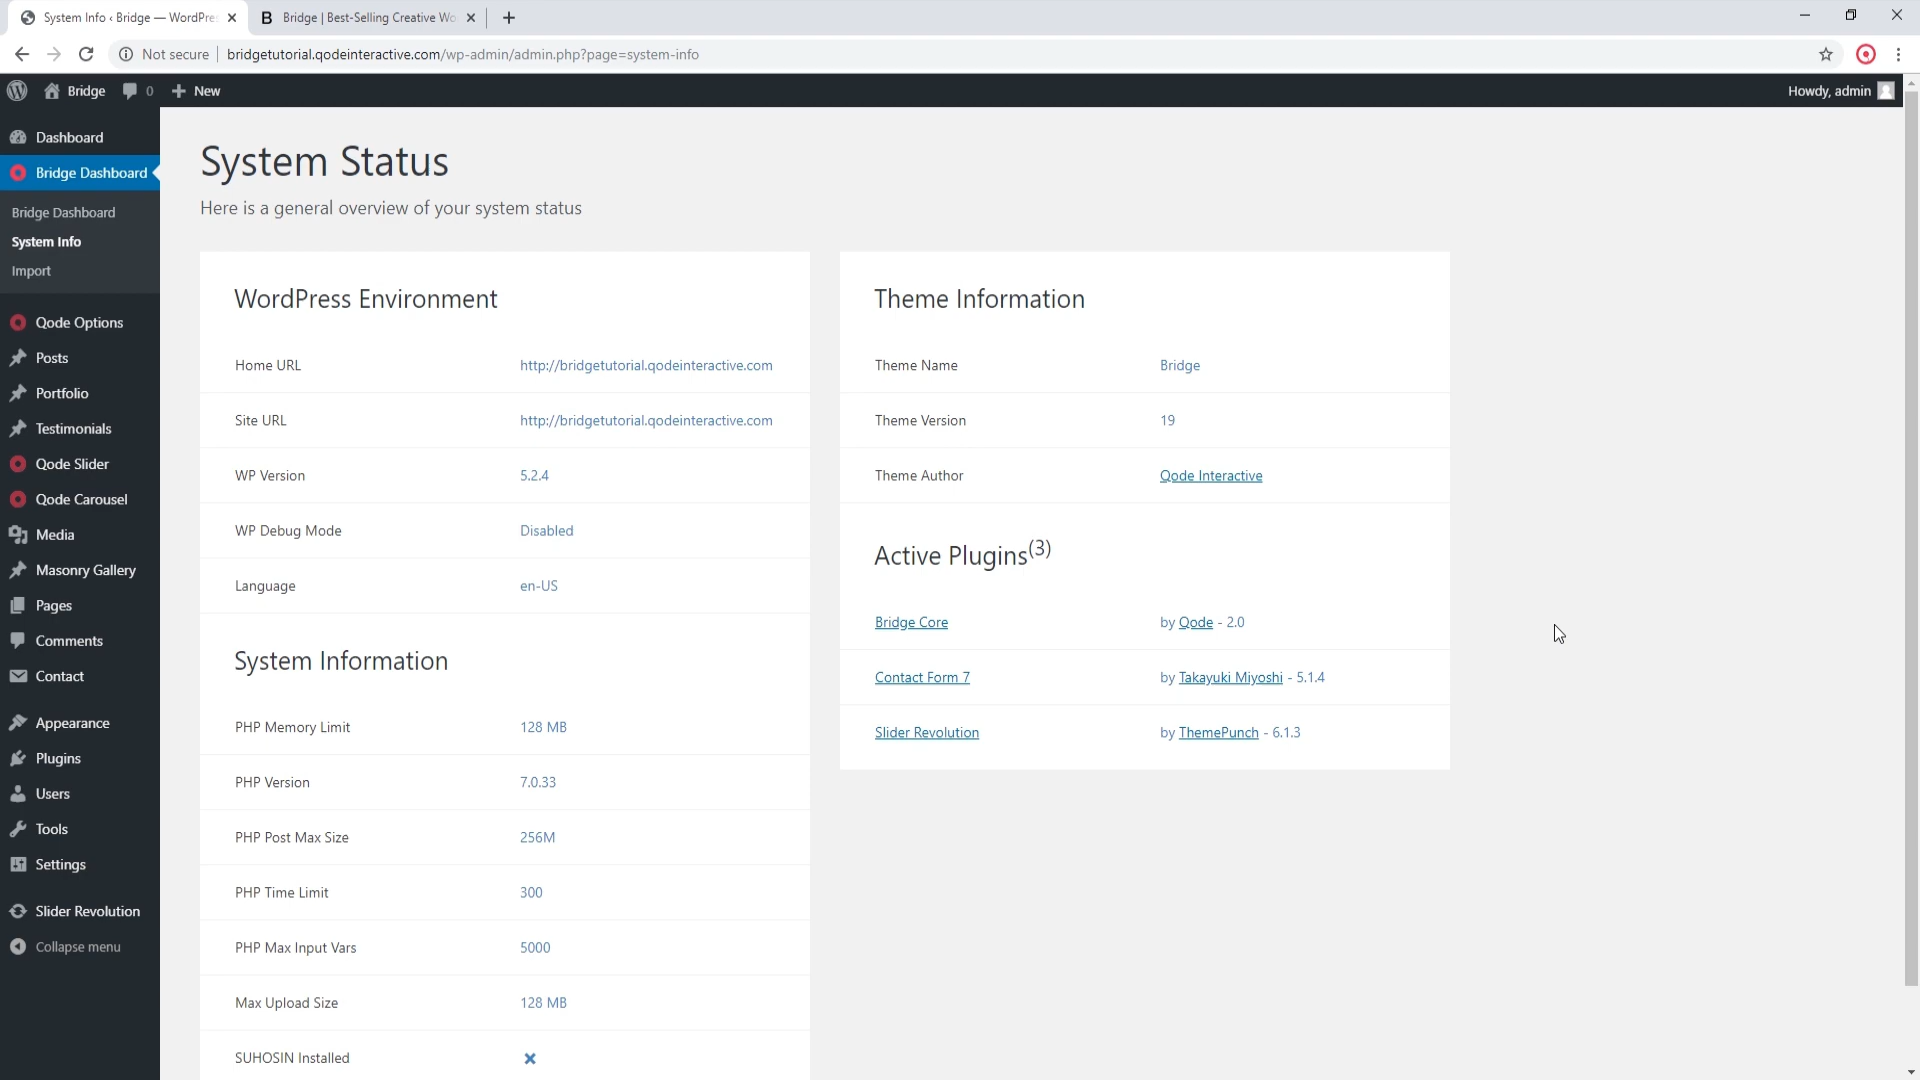 System Info ‹ Bridge — WordPre
Bridge | Best-Selling Creative Wo
Not secure
bridgetutorial.qodeinteractive.com/wp-admin/admin.php?page=system-info
Bridge
0
New
Howdy, admin
Dashboard
Bridge Dashboard
Bridge Dashboard
System Info
Import
Qode Options
Posts
Portfolio
Testimonials
Qode Slider
Qode Carousel
Media
Masonry Gallery
Pages
Comments
Contact
Appearance
Plugins
Users
Tools
Settings
Slider Revolution
Collapse menu
System Status
Here is a general overview of your system status
WordPress Environment
Home URL http://bridgetutorial.qodeinteractive.com
Site URL http://bridgetutorial.qodeinteractive.com
WP Version 5.2.4
WP Debug Mode Disabled
Language en-US
System Information
PHP Memory Limit 128 MB
PHP Version 7.0.33
PHP Post Max Size 256M
PHP Time Limit 300
PHP Max Input Vars 5000
Max Upload Size 128 MB
SUHOSIN Installed
Theme Information
Theme Name Bridge
Theme Version 19
Theme Author Qode Interactive
Active Plugins(3)
Bridge Core by Qode - 2.0
Contact Form 7 by Takayuki Miyoshi - 5.1.4
Slider Revolution by ThemePunch - 6.1.3